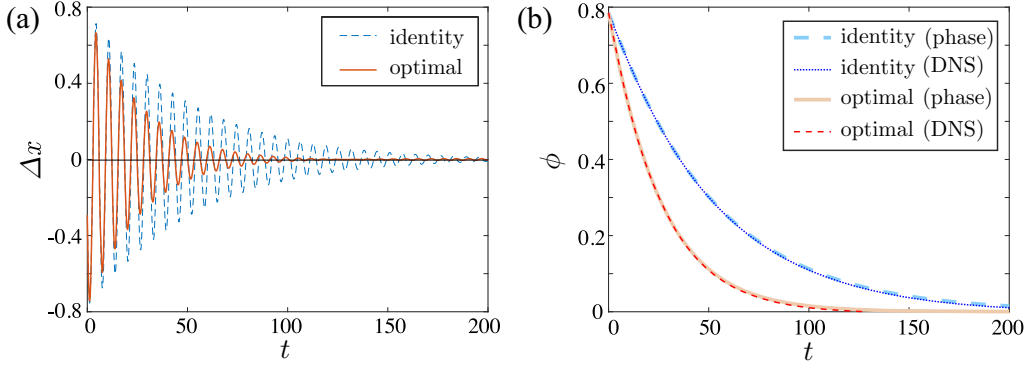 (a)
identity
optimal
0.8
0.4
0
-0.4
-0.8
Δx
0
50
100
150
200
t
(b)
identity (phase)
identity (DNS)
optimal (phase)
optimal (DNS)
0.8
0.6
0.4
0.2
0
ϕ
0
50
100
150
200
t